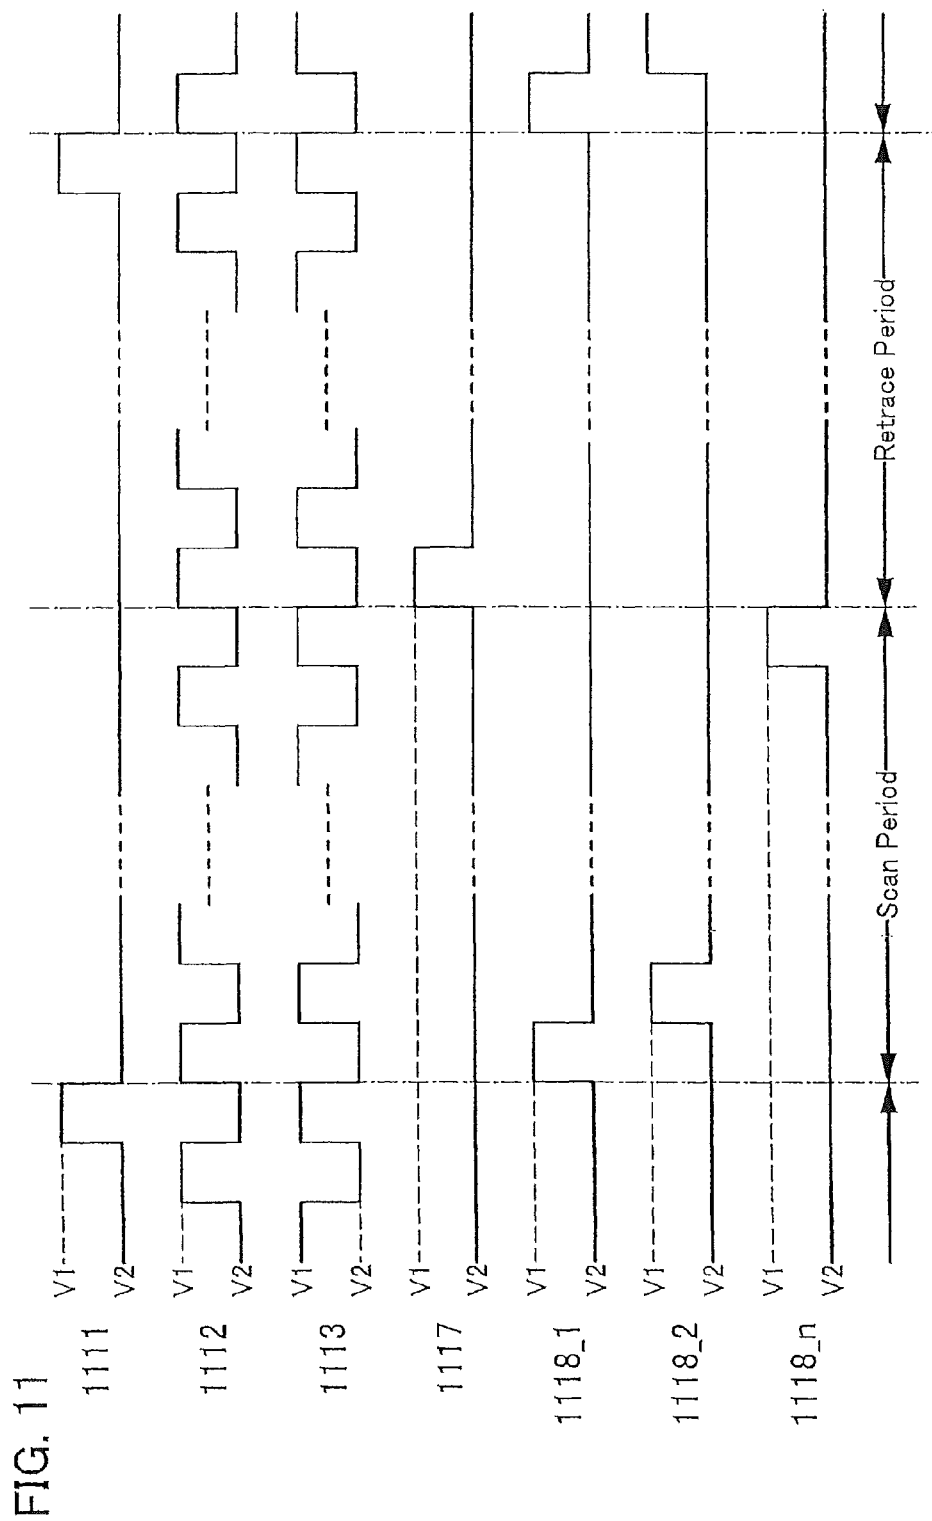 FIG. 11
1111
V1
V2
1112
V1
V2
1113
V1
V2
1117
V1
V2
1118_1
V1
V2
1118_2
V1
V2
1118_n
V1
V2
Scan Period
Retrace Period